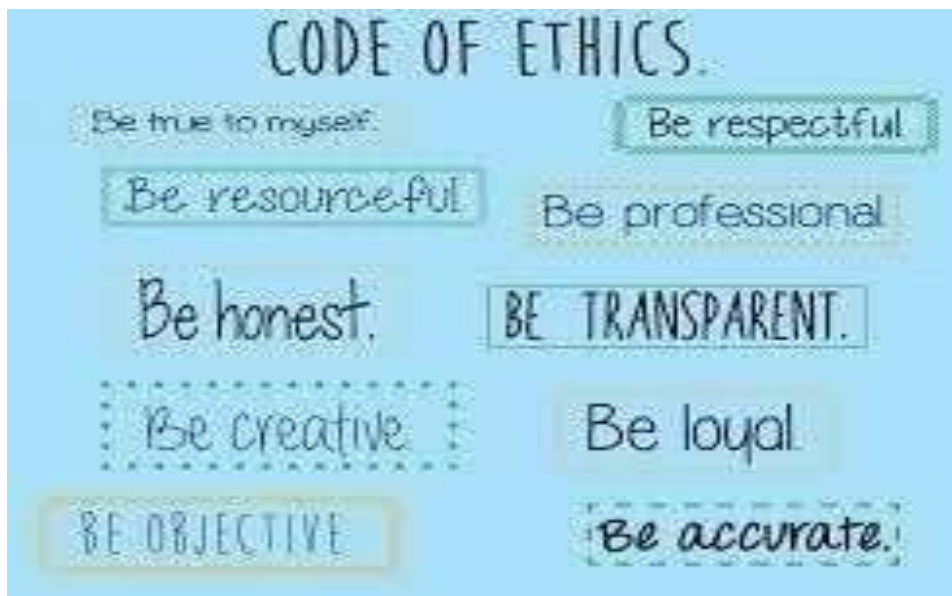 CODE OF ETHICS.
Be true to myself.
Be respectful
Be resourceful
Be professional
Be honest.
BE TRANSPARENT.
Be creative
Be loyal.
BE OBJECTIVE
Be accurate.